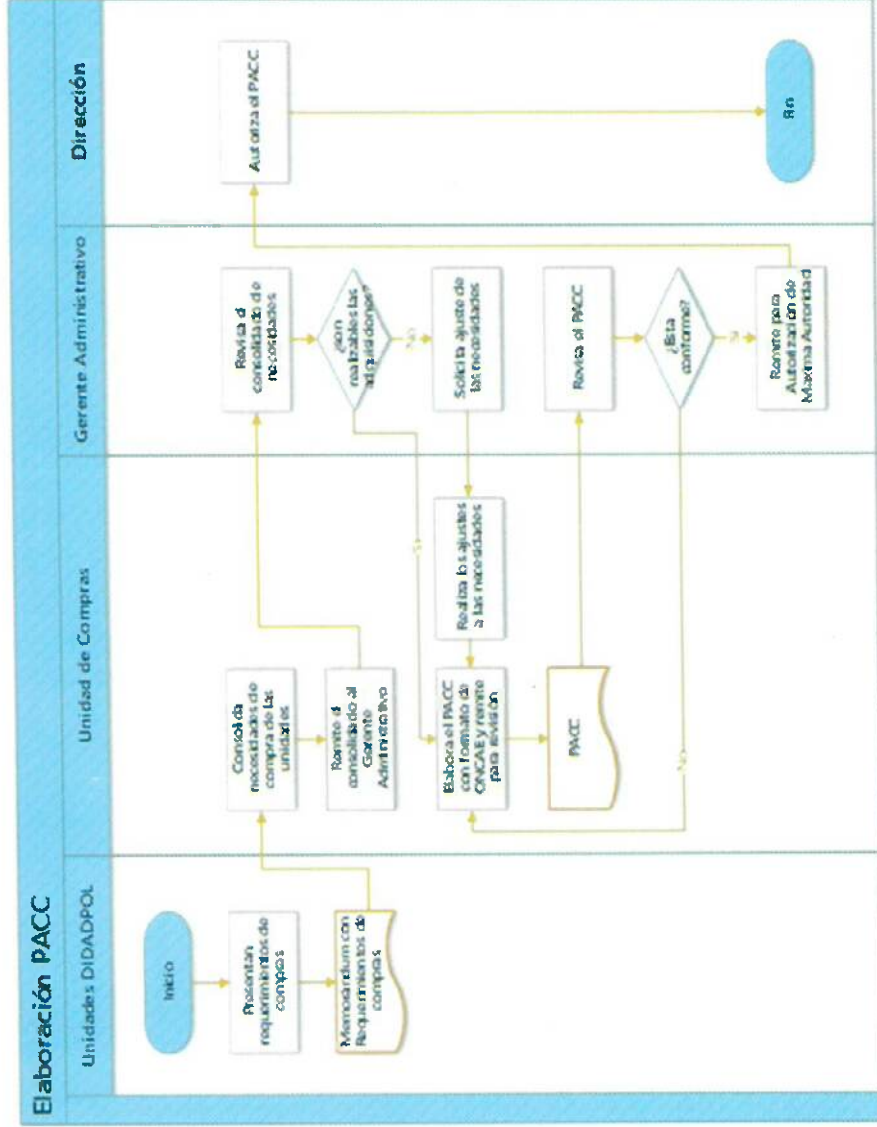 Elaboración PACC
Unidades DIDADPOL
Unidad de Compras
Gerente Administrativo
Dirección
Inicio
Presentan
requerimientos de
compras
Memorándum con
Requerimientos de
compras
Consolida
necesidades de
compra de las
unidades
Remite el
consolidado al
Gerente
Administrativo
Revisa el
consolidado de
necesidades
¿son
realizables las
adquisiciones?
No
Si
Solicita ajuste de
las necesidades
Realiza los ajustes
a las necesidades
Elabora el PACC
con formato de
ONCAE y remite
para revisión
PACC
Revisa el PACC
¿Esta
conforme?
No
Si
Remite para
Autorización de
Maxima Autoridad
Autoriza el PACC
Fin